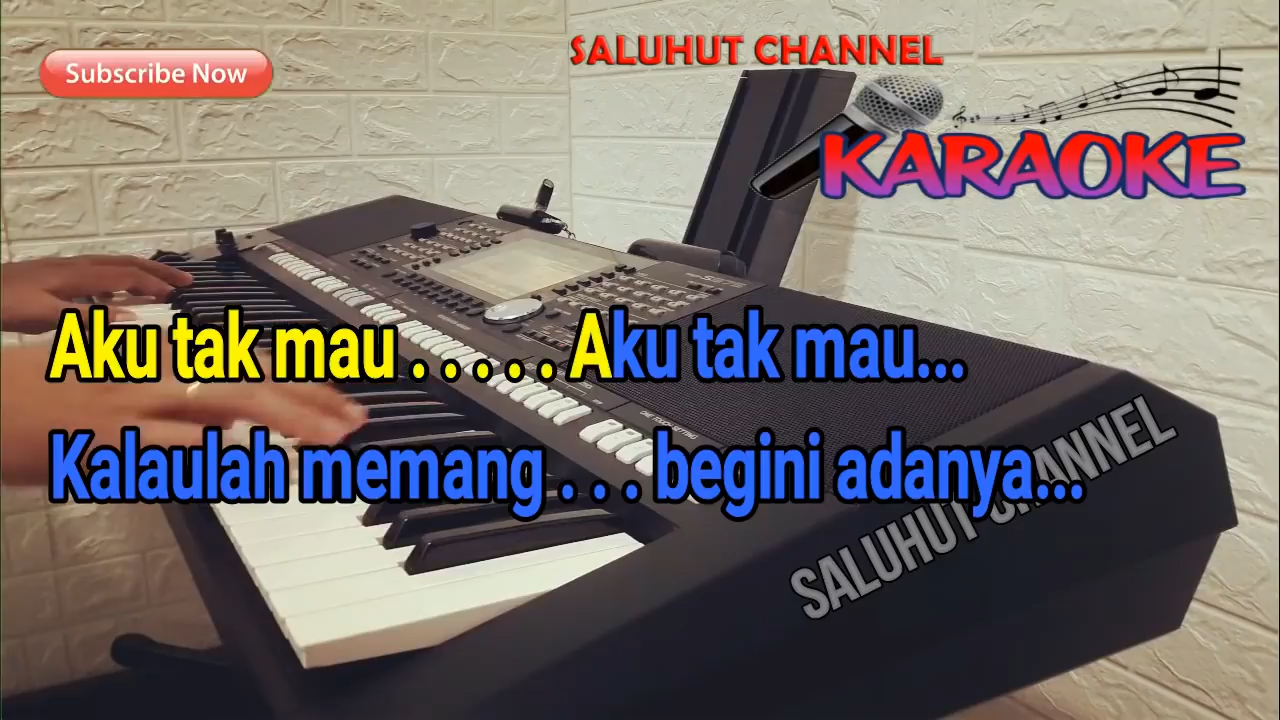 Subscribe Now
SALUHUT CHANNEL
KARAOKE
Aku tak mau . . . . . Aku tak mau...
Kalaulah memang . . . begini adanya...
SALUHUT CHANNEL